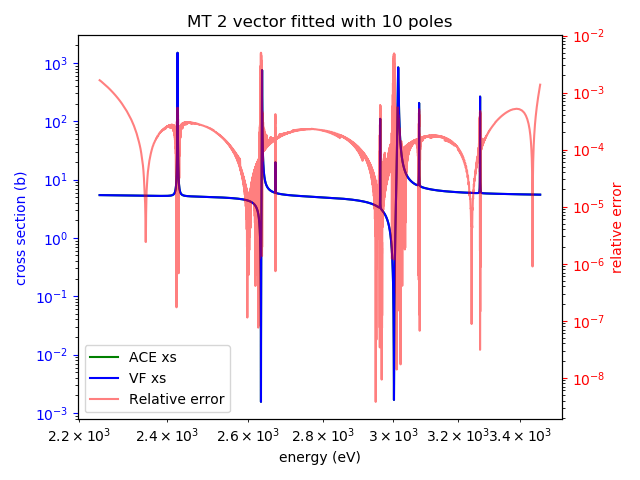 MT 2 vector fitted with 10 poles
cross section (b)
10³
10²
10¹
10⁰
10⁻¹
10⁻²
10⁻³
10⁻²
10⁻³
10⁻⁴
10⁻⁵
10⁻⁶
10⁻⁷
10⁻⁸
relative error
ACE xs
VF xs
Relative error
2.2 × 10³ 2.4 × 10³ 2.6 × 10³ 2.8 × 10³ 3 × 10³ 3.2 × 10³ 3.4 × 10³
energy (eV)